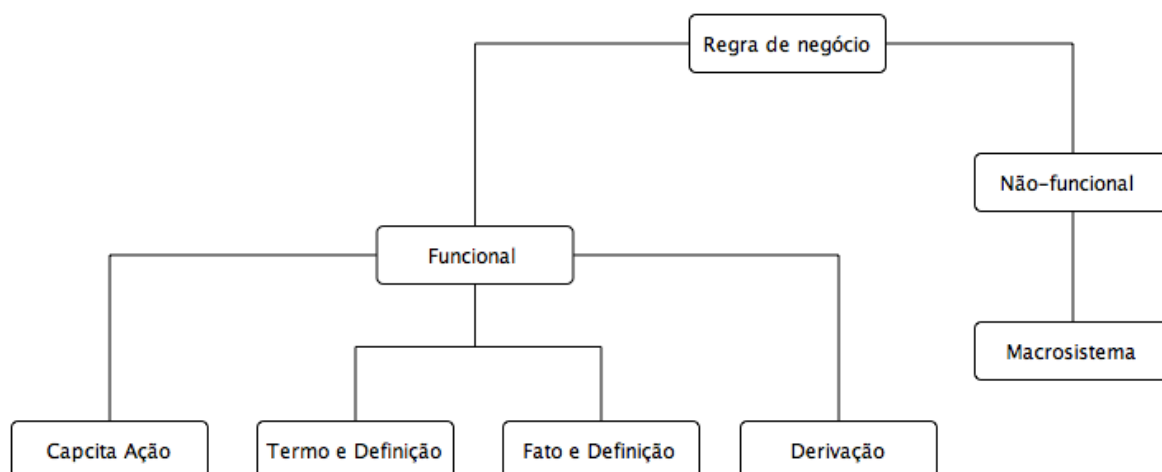 Regra de negócio
Não-funcional
Funcional
Macrosistema
Capcita Ação
Termo e Definição
Fato e Definição
Derivação